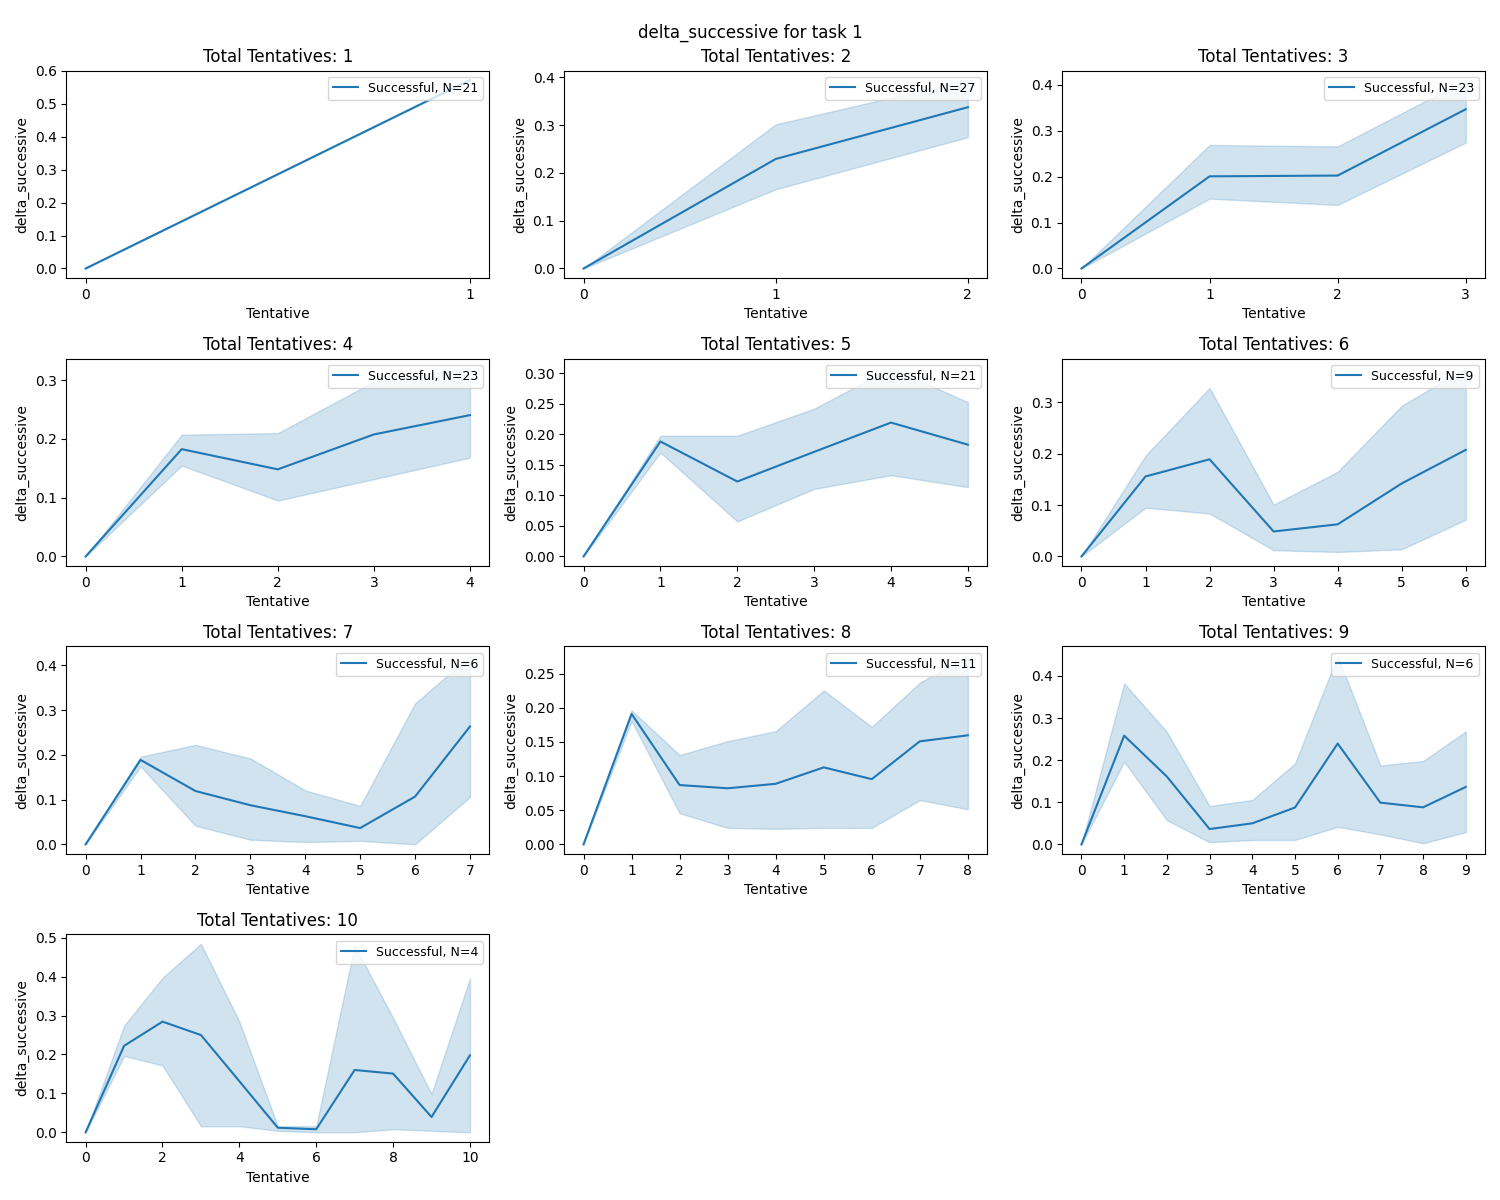 delta_successive for task 1
Total Tentatives: 1
Successful, N=21
delta_successive
0.6
0.5
0.4
0.3
0.2
0.1
0.0
0 1
Tentative
Total Tentatives: 2
Successful, N=27
delta_successive
0.4
0.3
0.2
0.1
0.0
0 1 2
Tentative
Total Tentatives: 3
Successful, N=23
delta_successive
0.4
0.3
0.2
0.1
0.0
0 1 2 3
Tentative
Total Tentatives: 4
Successful, N=23
delta_successive
0.3
0.2
0.1
0.0
0 1 2 3 4
Tentative
Total Tentatives: 5
Successful, N=21
delta_successive
0.30
0.25
0.20
0.15
0.10
0.05
0.00
0 1 2 3 4 5
Tentative
Total Tentatives: 6
Successful, N=9
delta_successive
0.3
0.2
0.1
0.0
0 1 2 3 4 5 6
Tentative
Total Tentatives: 7
Successful, N=6
delta_successive
0.4
0.3
0.2
0.1
0.0
0 1 2 3 4 5 6 7
Tentative
Total Tentatives: 8
Successful, N=11
delta_successive
0.25
0.20
0.15
0.10
0.05
0.00
0 1 2 3 4 5 6 7 8
Tentative
Total Tentatives: 9
Successful, N=6
delta_successive
0.4
0.3
0.2
0.1
0.0
0 1 2 3 4 5 6 7 8 9
Tentative
Total Tentatives: 10
Successful, N=4
delta_successive
0.5
0.4
0.3
0.2
0.1
0.0
0 2 4 6 8 10
Tentative